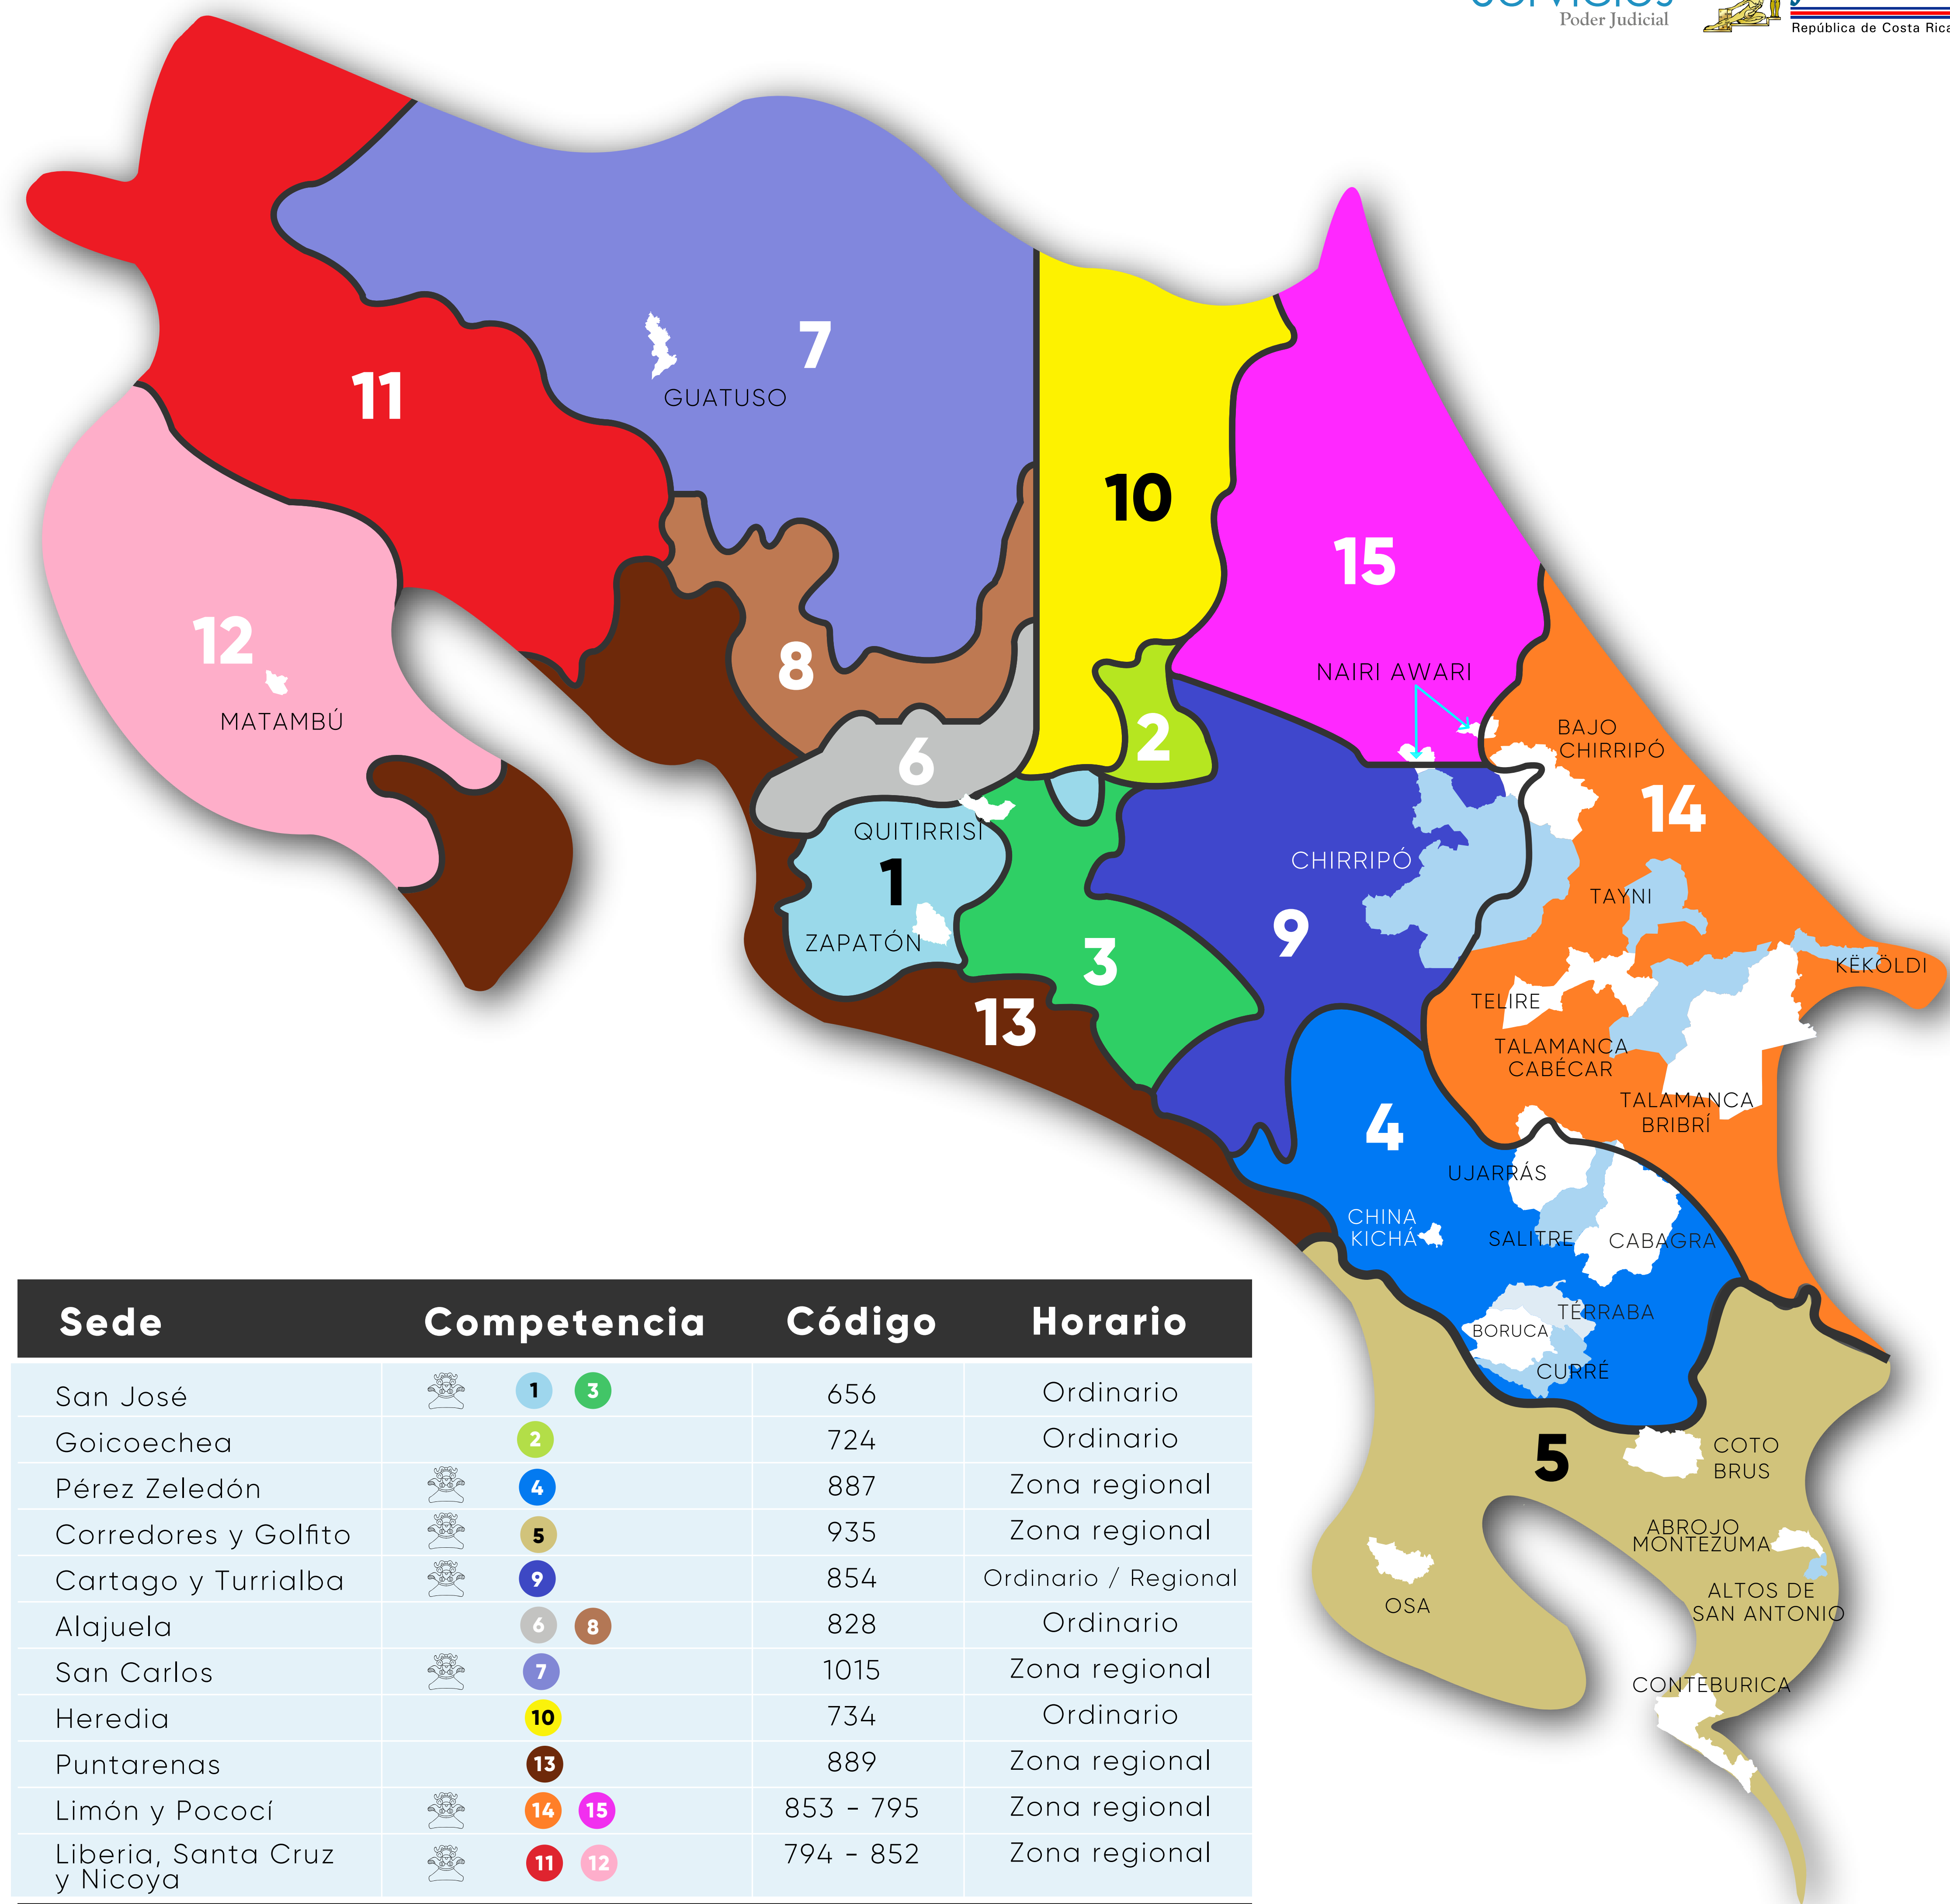 Poder Judicial
República de Costa Rica
11
7
GUATUSO
10
15
12
MATAMBÚ
8
NAIRI AWARI
2
6
BAJO
CHIRRIPÓ
14
QUITIRRISÍ
1
CHIRRIPÓ
TAYNI
ZAPATÓN
9
3
KËKÖLDI
TELIRE
13
TALAMANCA
CABÉCAR
TALAMANCA
BRIBRÍ
4
UJARRÁS
CHINA
KICHÁ
SALITRE
CABAGRA
TÉRRABA
BORUCA
CURRÉ
5
COTO
BRUS
ABROJO
MONTEZUMA
ALTOS DE
SAN ANTONIO
OSA
CONTEBURICA
Sede Competencia Código Horario
San José 1 3 656 Ordinario
Goicoechea 2 724 Ordinario
Pérez Zeledón 4 887 Zona regional
Corredores y Golfito 5 935 Zona regional
Cartago y Turrialba 9 854 Ordinario / Regional
Alajuela 6 8 828 Ordinario
San Carlos 7 1015 Zona regional
Heredia 10 734 Ordinario
Puntarenas 13 889 Zona regional
Limón y Pococí 14 15 853 - 795 Zona regional
Liberia, Santa Cruz 11 12 794 - 852 Zona regional
y Nicoya